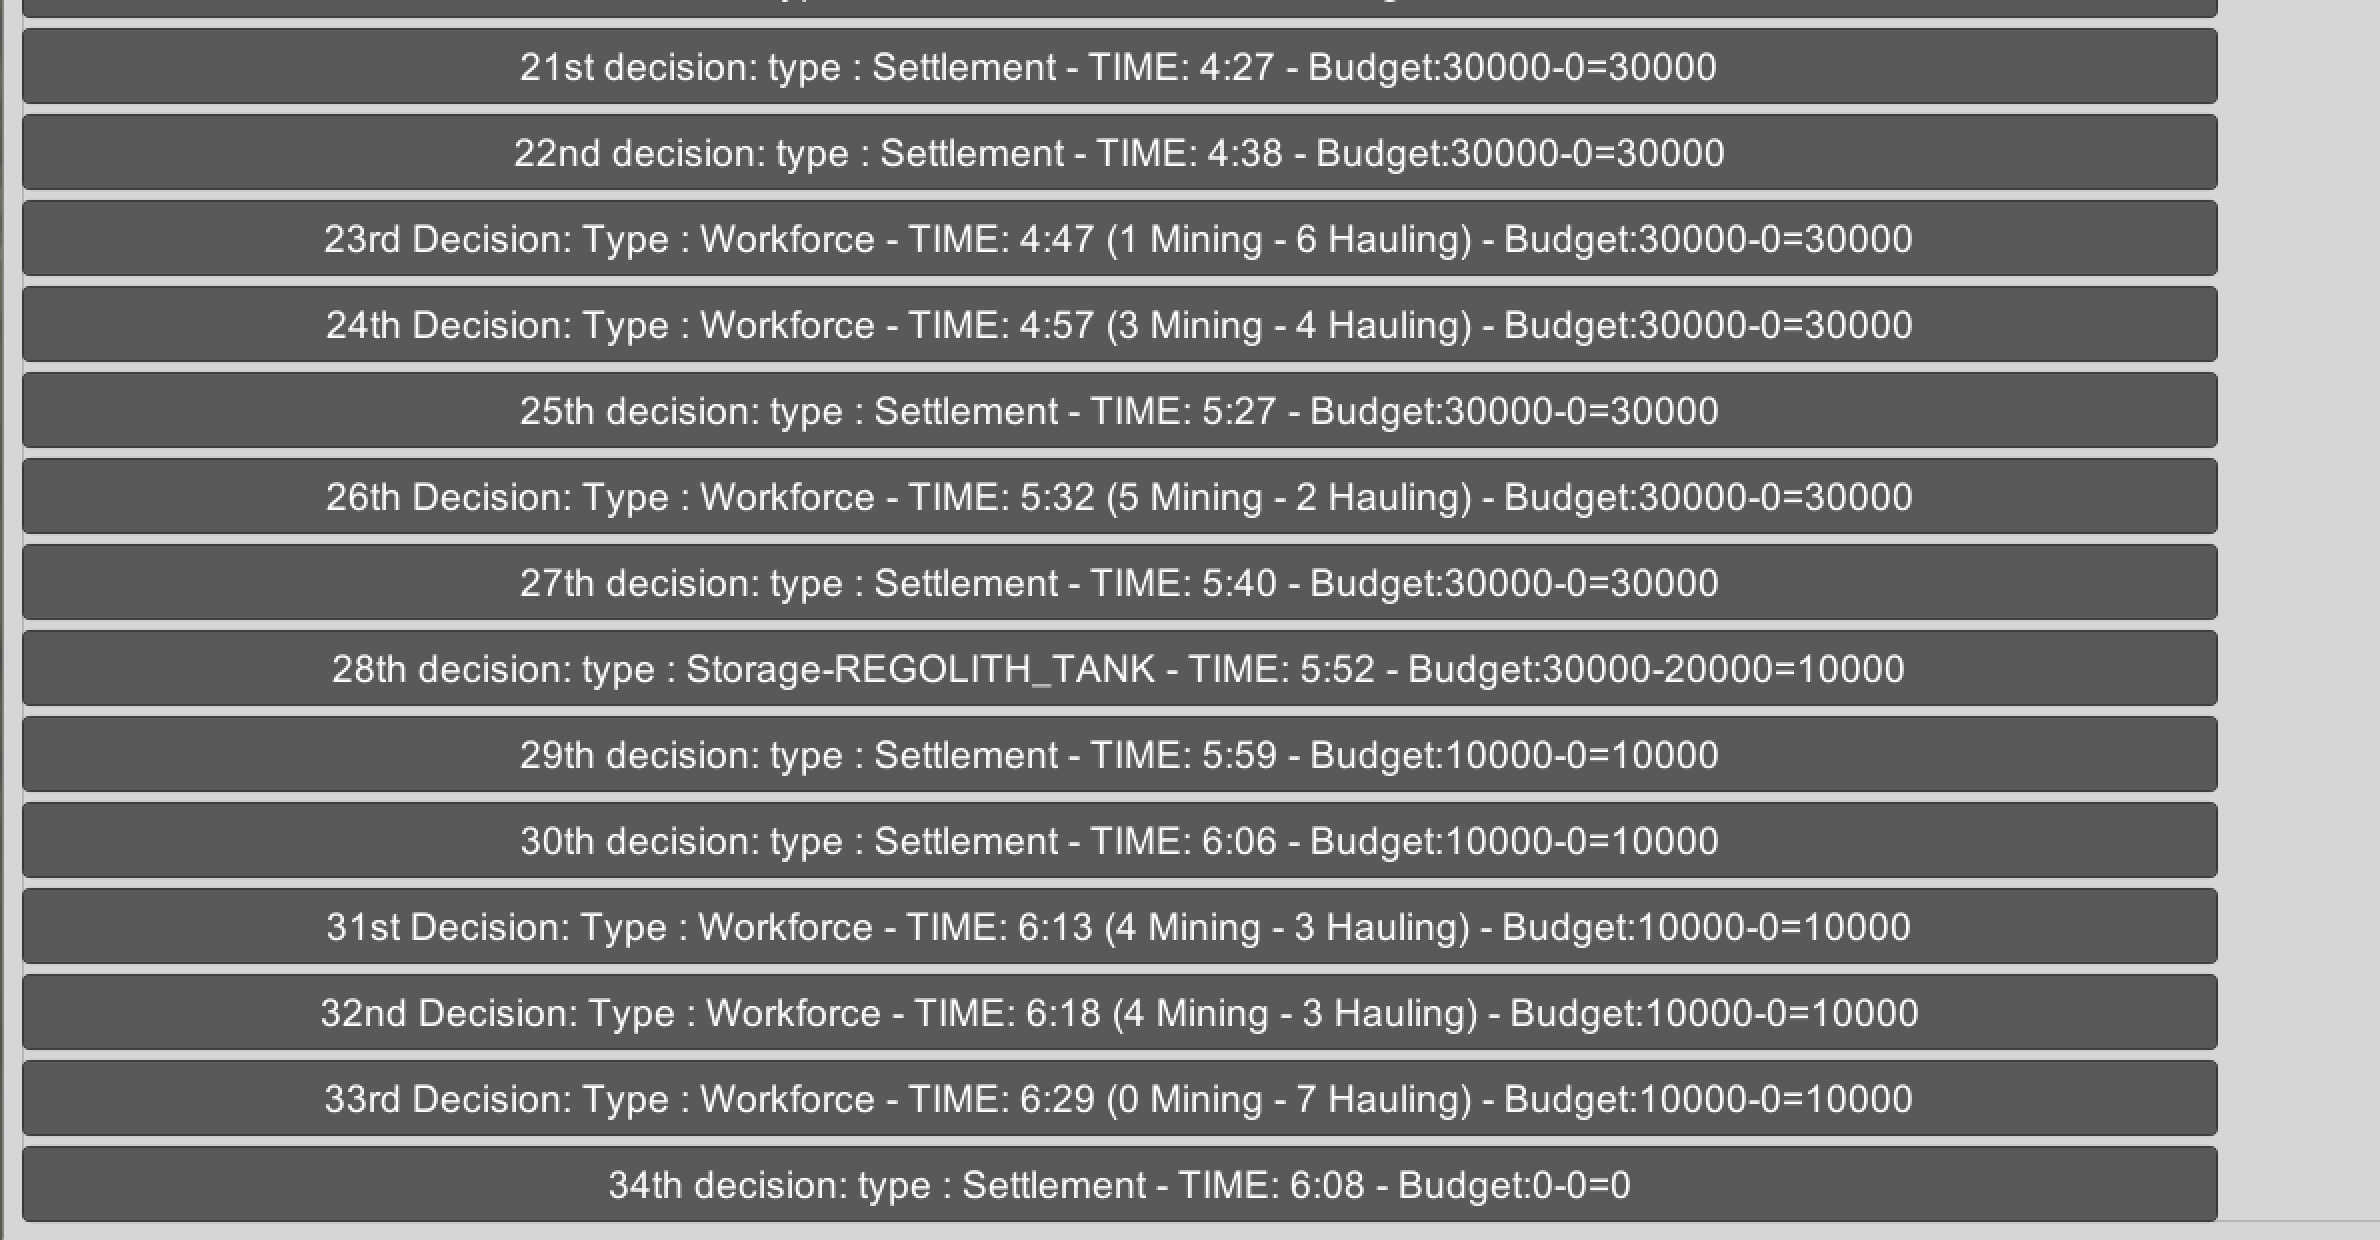 21st decision: type : Settlement - TIME: 4:27 - Budget:30000-0=30000
22nd decision: type : Settlement - TIME: 4:38 - Budget:30000-0=30000
23rd Decision: Type : Workforce - TIME: 4:47 (1 Mining - 6 Hauling) - Budget:30000-0=30000
24th Decision: Type : Workforce - TIME: 4:57 (3 Mining - 4 Hauling) - Budget:30000-0=30000
25th decision: type : Settlement - TIME: 5:27 - Budget:30000-0=30000
26th Decision: Type : Workforce - TIME: 5:32 (5 Mining - 2 Hauling) - Budget:30000-0=30000
27th decision: type : Settlement - TIME: 5:40 - Budget:30000-0=30000
28th decision: type : Storage-REGOLITH_TANK - TIME: 5:52 - Budget:30000-20000=10000
29th decision: type : Settlement - TIME: 5:59 - Budget:10000-0=10000
30th decision: type : Settlement - TIME: 6:06 - Budget:10000-0=10000
31st Decision: Type : Workforce - TIME: 6:13 (4 Mining - 3 Hauling) - Budget:10000-0=10000
32nd Decision: Type : Workforce - TIME: 6:18 (4 Mining - 3 Hauling) - Budget:10000-0=10000
33rd Decision: Type : Workforce - TIME: 6:29 (0 Mining - 7 Hauling) - Budget:10000-0=10000
34th decision: type : Settlement - TIME: 6:08 - Budget:0-0=0